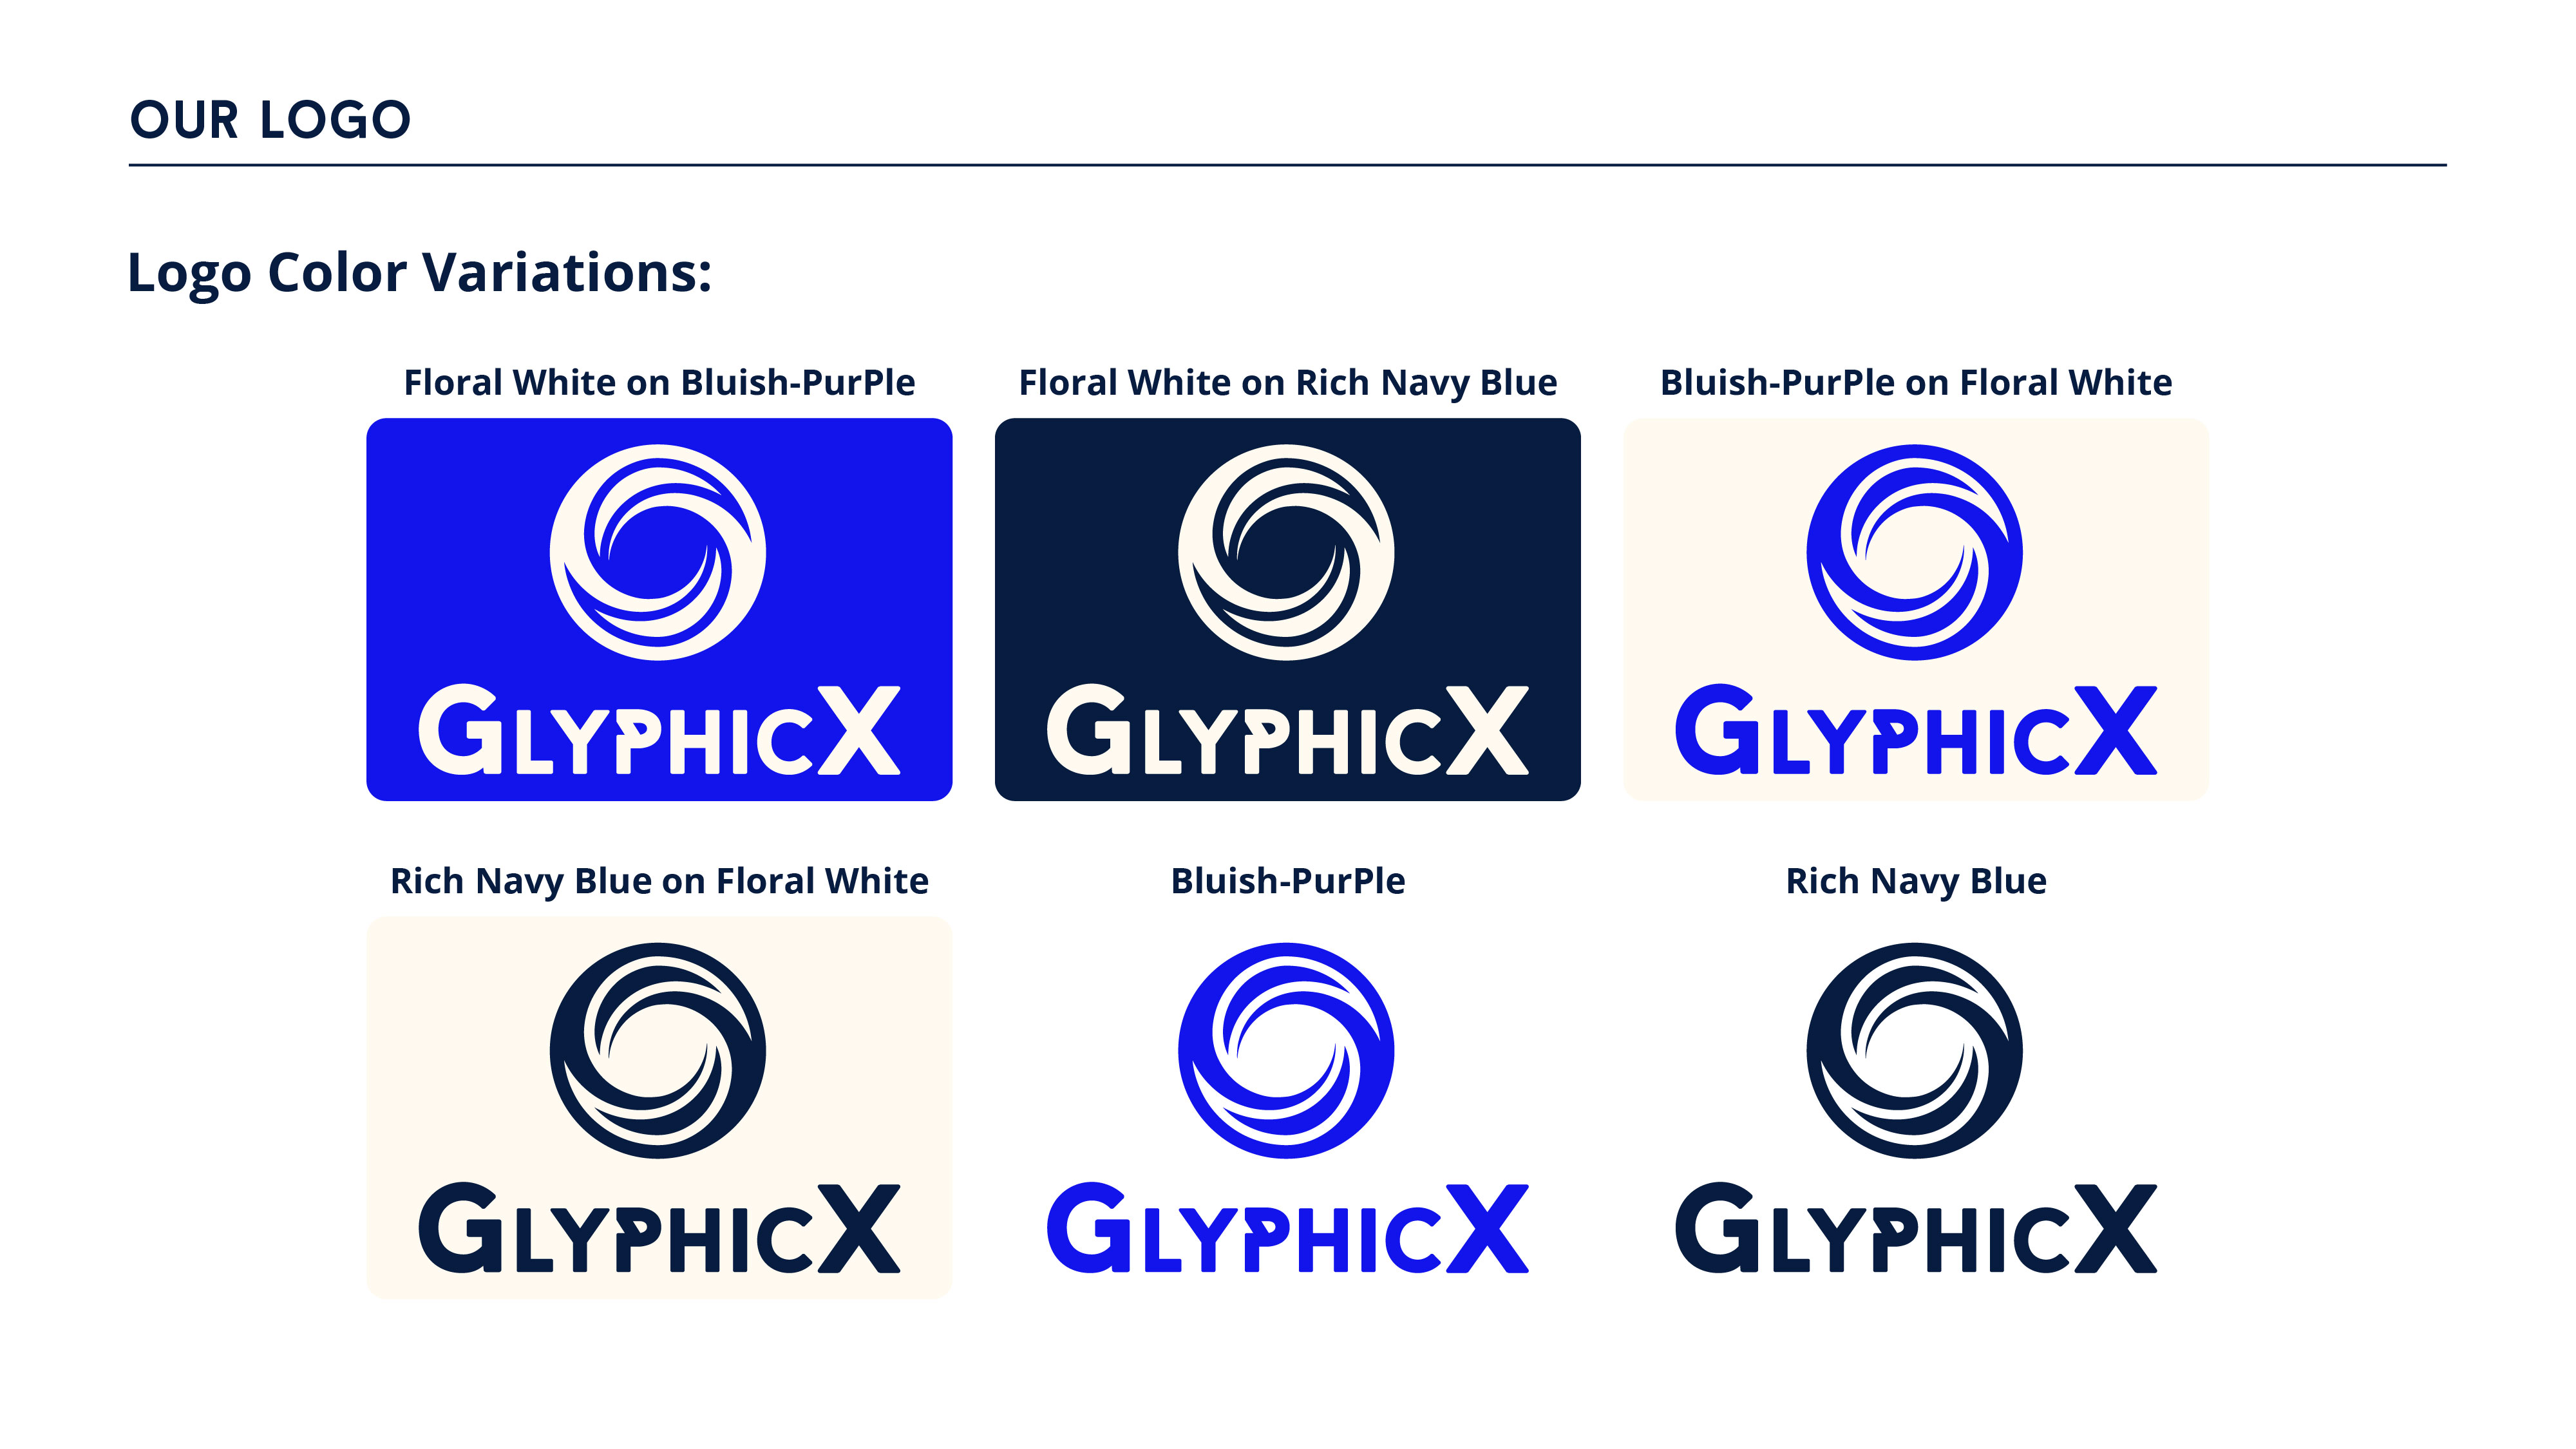 OUR LOGO
Logo Color Variations:
Floral White on Bluish-PurPle
Floral White on Rich Navy Blue
Bluish-PurPle on Floral White
GLYPHICX
GLYPHICX
GLYPHICX
Rich Navy Blue on Floral White
Bluish-PurPle
Rich Navy Blue
GLYPHICX
GLYPHICX
GLYPHICX